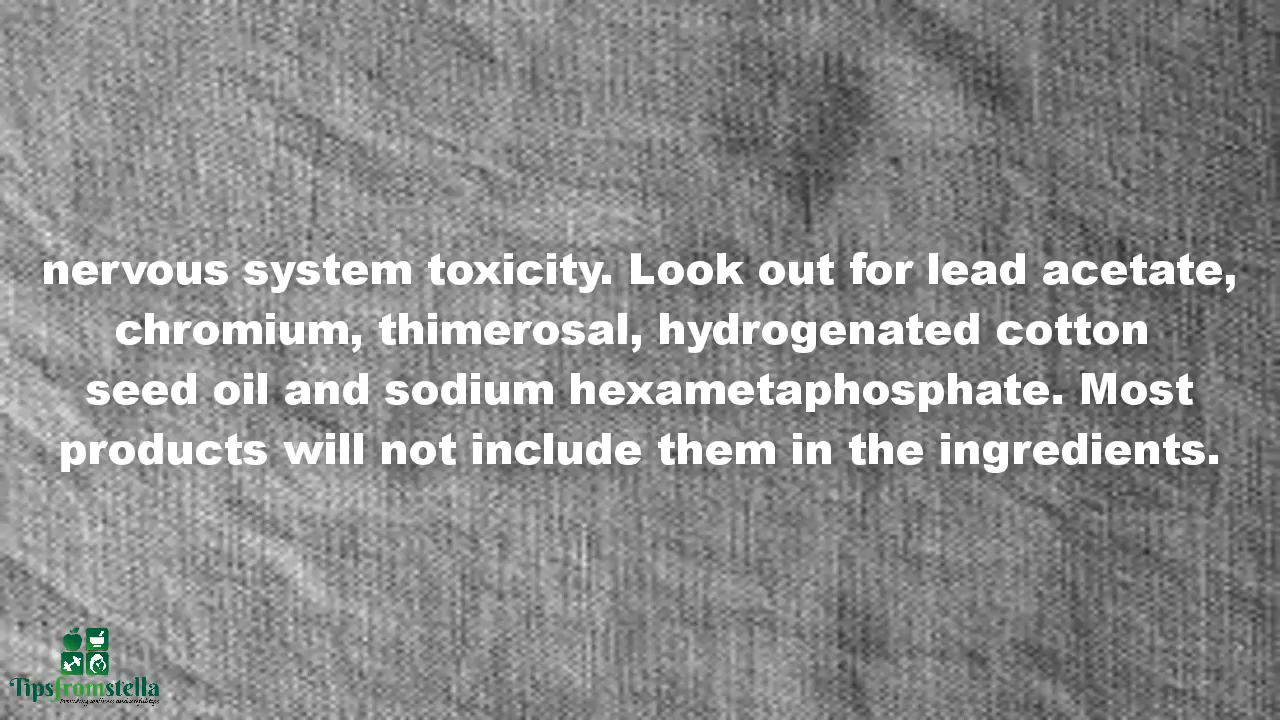 nervous system toxicity. Look out for lead acetate,
chromium, thimerosal, hydrogenated cotton
seed oil and sodium hexametaphosphate. Most
products will not include them in the ingredients.
Tipsfromstella